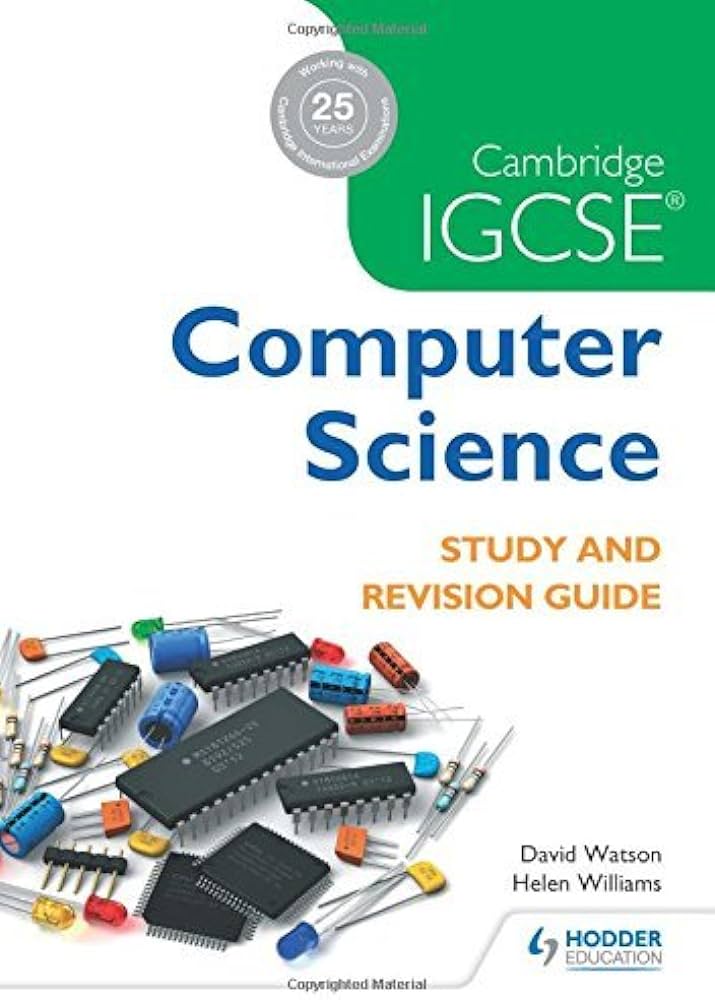 Copyrighted Material
Working with
25
YEARS
Cambridge International Examinations
Cambridge
IGCSE®
Computer
Science
STUDY AND
REVISION GUIDE
David Watson
Helen Williams
HODDER
EDUCATION
Copyrighted Material